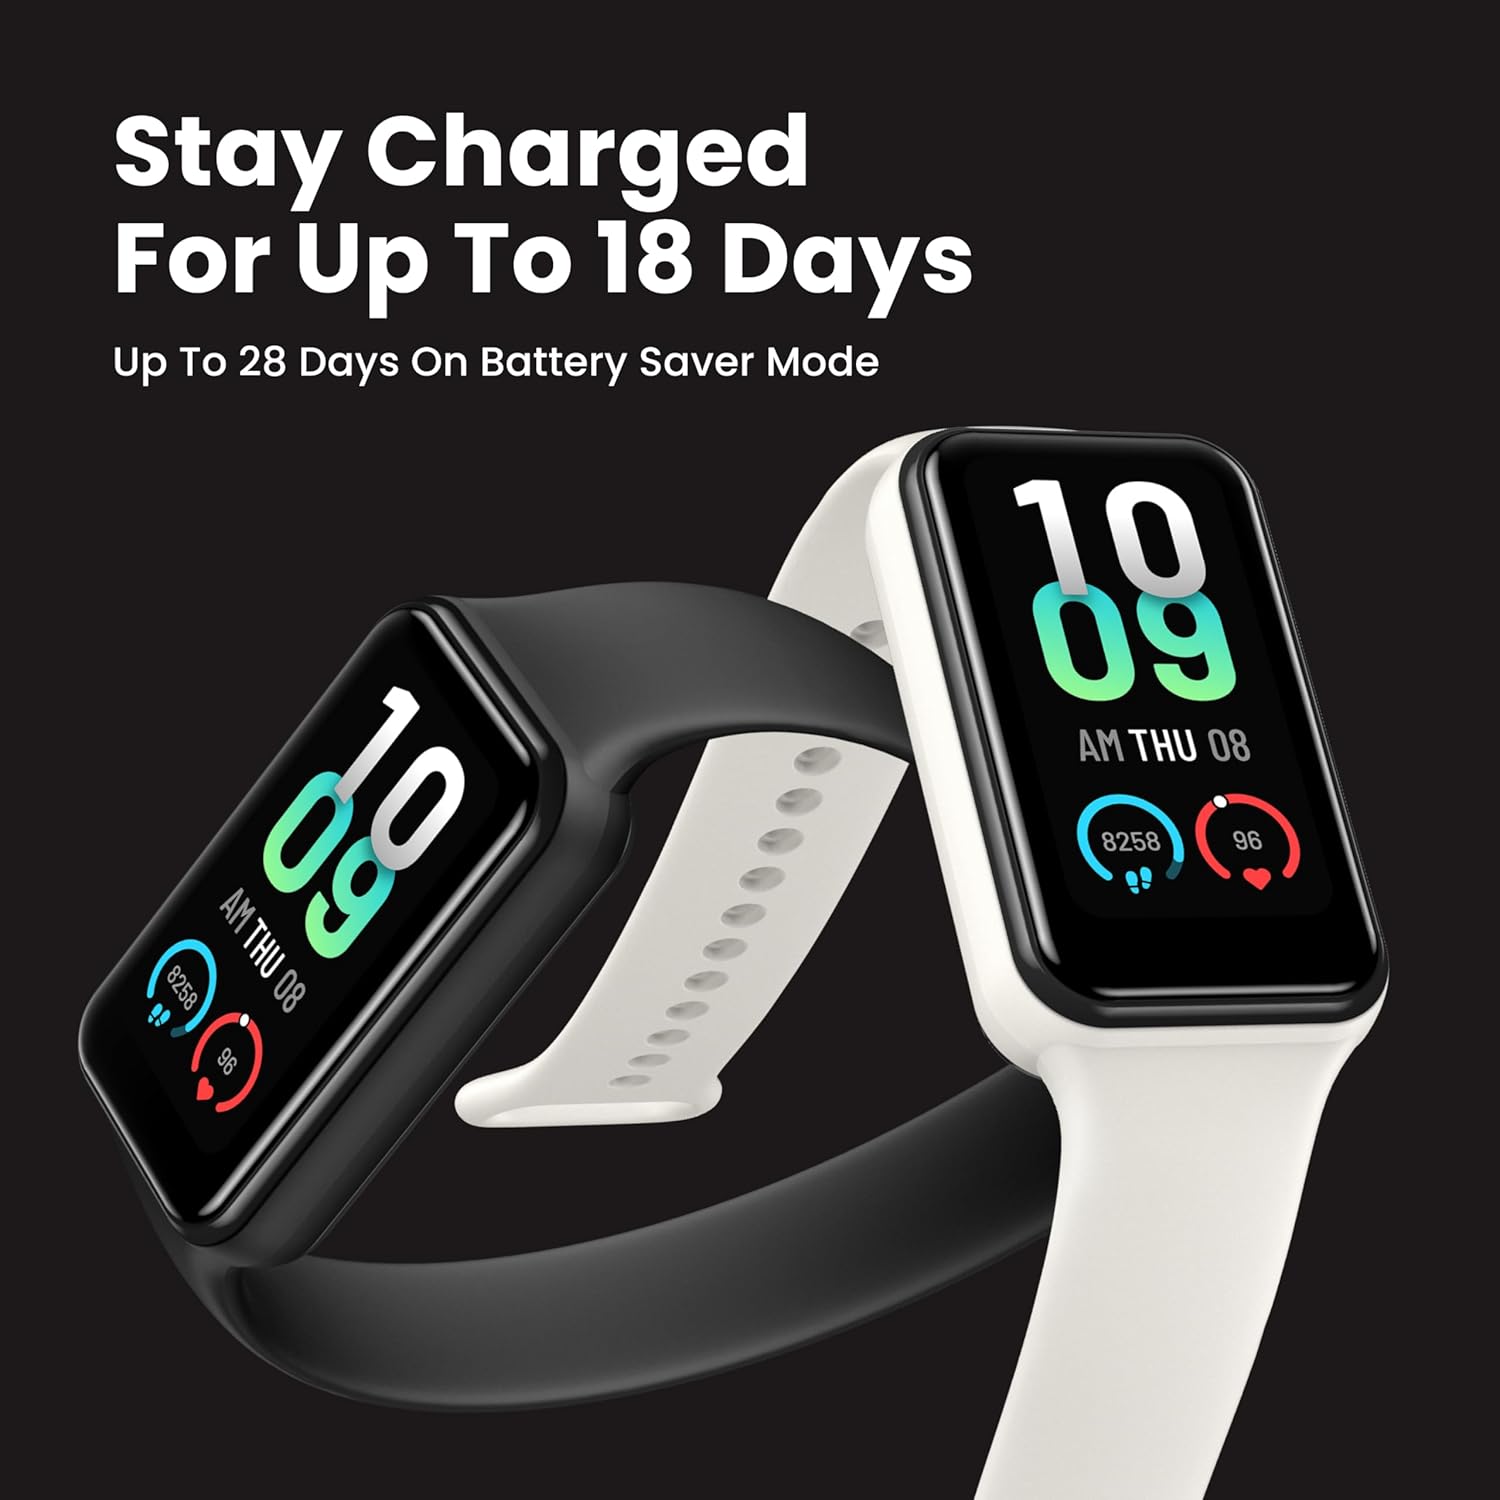 Stay Charged
For Up To 18 Days
Up To 28 Days On Battery Saver Mode
10
09
AM THU 08
8258 96
10
09
AM THU 08
8258
96